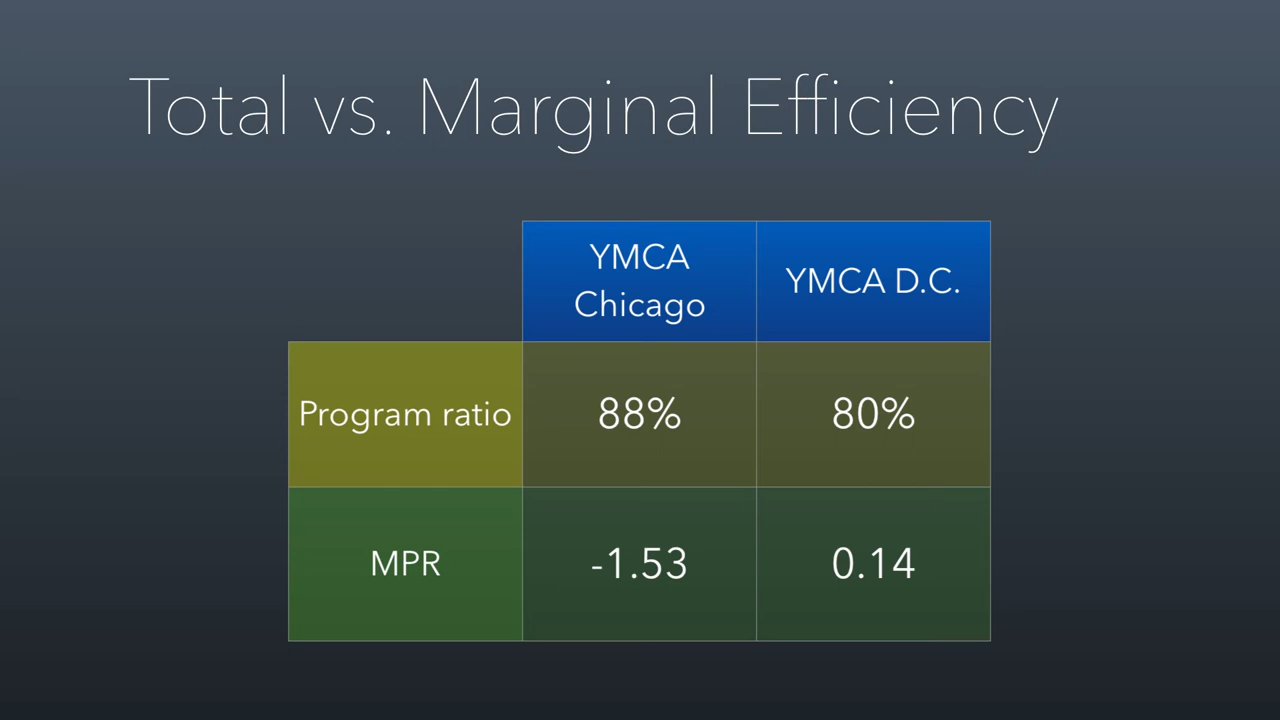 Total vs. Marginal Efficiency
YMCA
Chicago
YMCA D.C.
Program ratio
88%
80%
MPR
-1.53
0.14